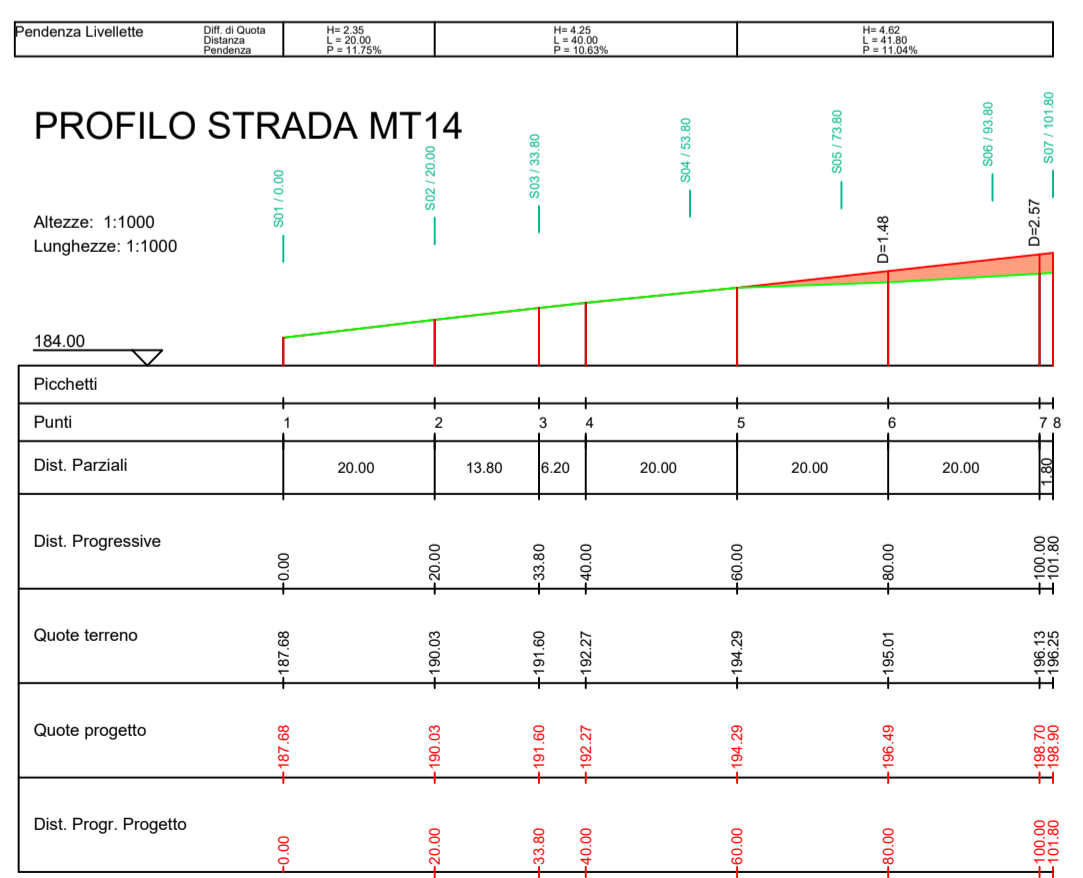 Pendenza Livellette
Diff. di Quota
Distanza
Pendenza
H= 2.35
L = 20.00
P = 11.75%
H= 4.25
L = 40.00
P = 10.63%
H= 4.62
L = 41.80
P = 11.04%
PROFILO STRADA MT14
Altezze: 1:1000
Lunghezze: 1:1000
S01 / 0.00
S02 / 20.00
S03 / 33.80
S04 / 53.80
S05 / 73.80
S06 / 93.80
S07 / 101.80
D=1.48
D=2.57
184.00
Picchetti
Punti
1 2 3 4 5 6 7 8
Dist. Parziali
20.00 13.80 6.20 20.00 20.00 20.00 1.80
Dist. Progressive
0.00 20.00 33.80 40.00 60.00 80.00 100.00 101.80
Quote terreno
187.68 190.03 191.60 192.27 194.29 195.01 196.13 196.25
Quote progetto
187.68 190.03 191.60 192.27 194.29 196.49 198.70 198.90
Dist. Progr. Progetto
0.00 20.00 33.80 40.00 60.00 80.00 100.00 101.80